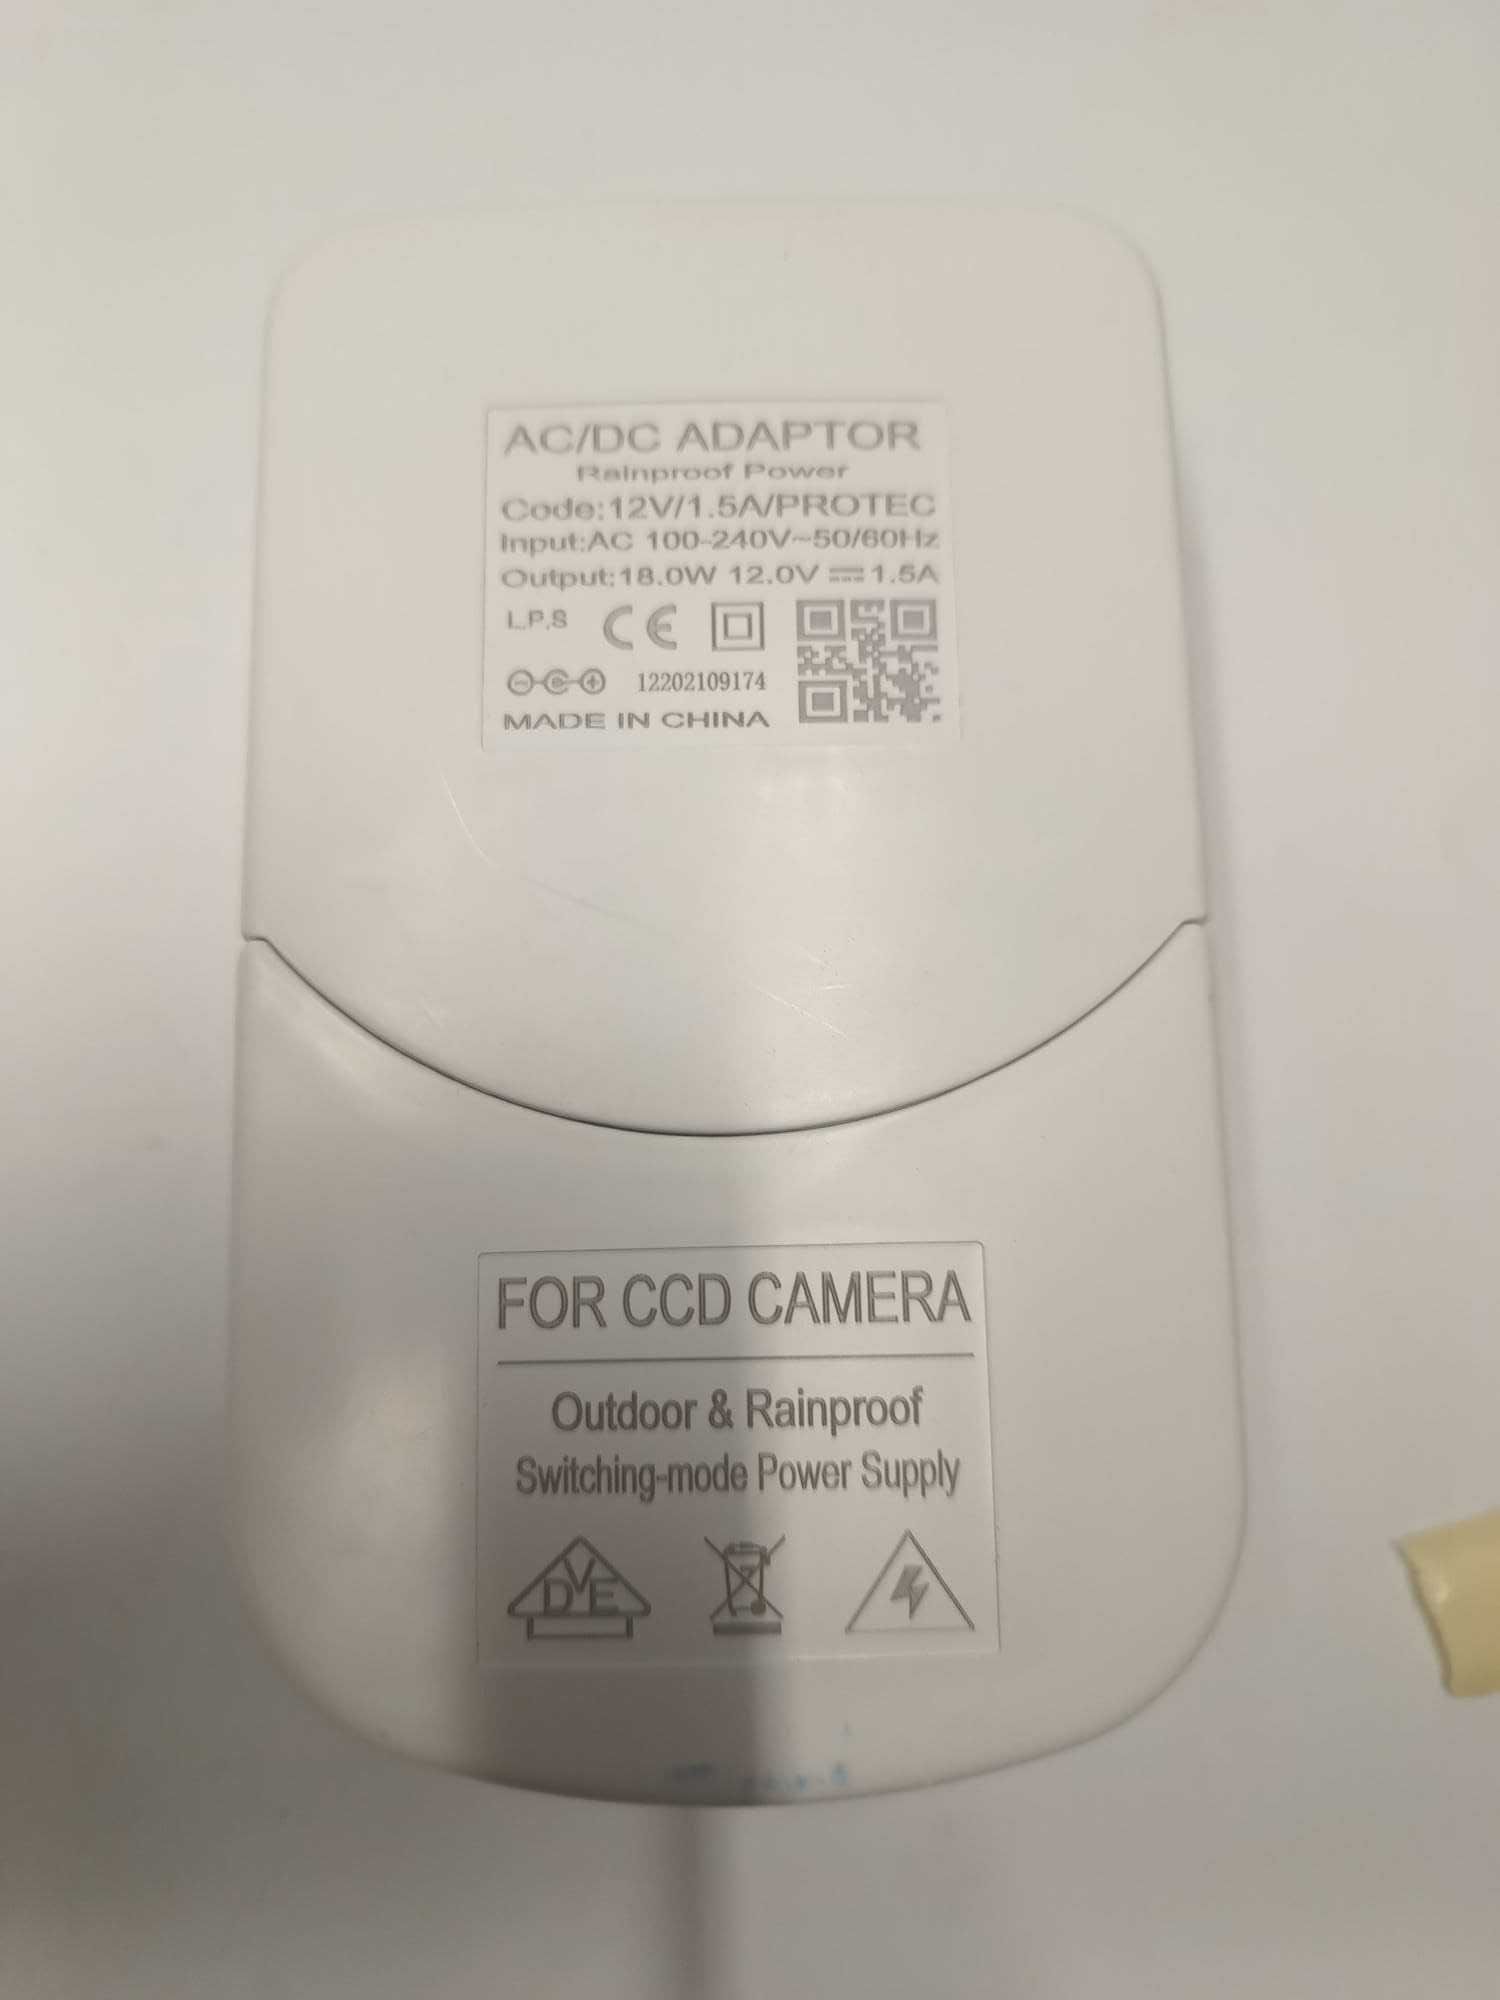 AC/DC ADAPTOR
Rainproof Power
Code:12V/1.5A/PROTEC
Input:AC 100-240V~50/60Hz
Output:18.0W 12.0V ⎓ 1.5A
L.P.S CE
12202109174
MADE IN CHINA
FOR CCD CAMERA
Outdoor & Rainproof
Switching-mode Power Supply
DVE